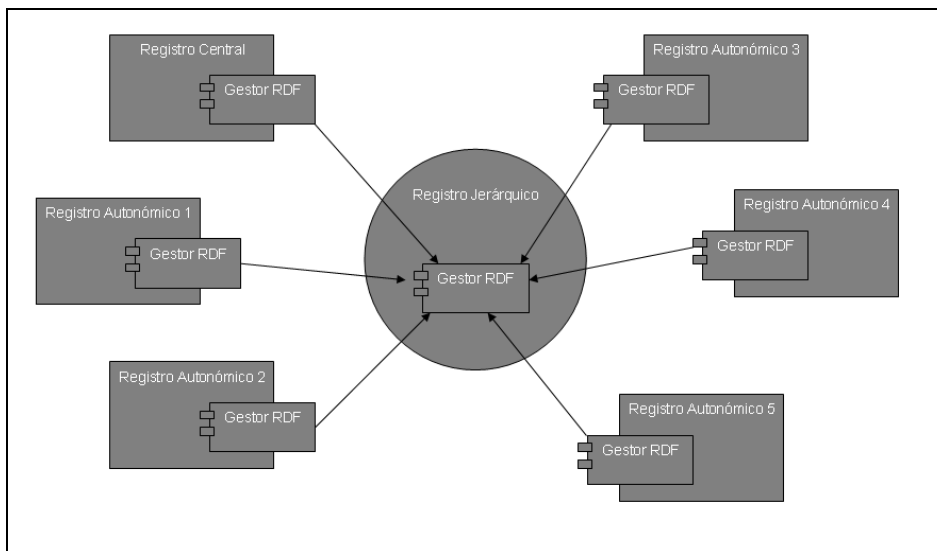 Registro Central
Gestor RDF
Registro Autonómico 3
Gestor RDF
Registro Jerárquico
Gestor RDF
Registro Autonómico 1
Gestor RDF
Registro Autonómico 4
Gestor RDF
Registro Autonómico 2
Gestor RDF
Registro Autonómico 5
Gestor RDF